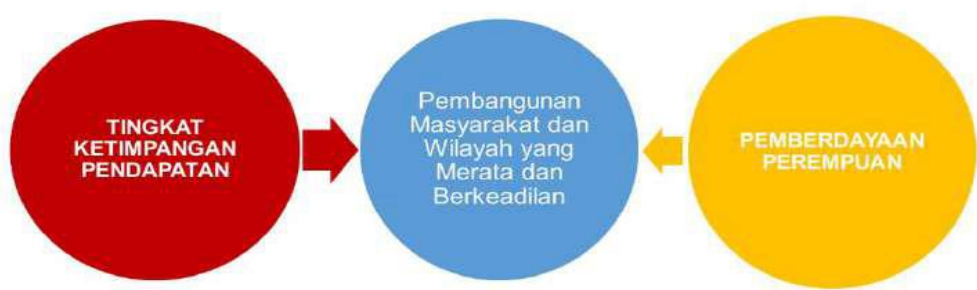 TINGKAT
KETIMPANGAN
PENDAPATAN
Pembangunan
Masyarakat dan
Wilayah yang
Merata dan
Berkeadilan
PEMBERDAYAAN
PEREMPUAN